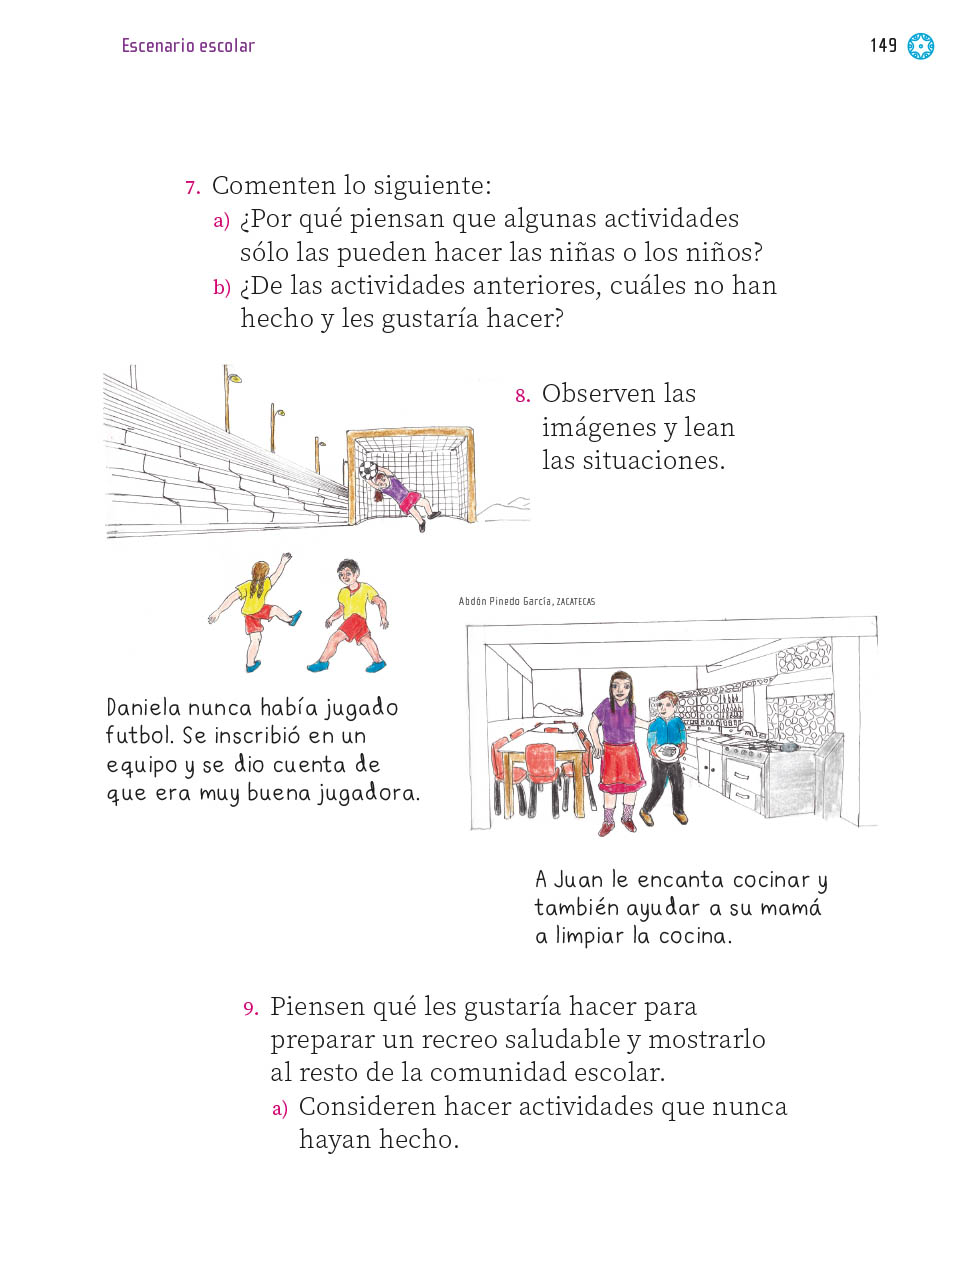 Escenario escolar
149
7. Comenten lo siguiente:
a) ¿Por qué piensan que algunas actividades
sólo las pueden hacer las niñas o los niños?
b) ¿De las actividades anteriores, cuáles no han
hecho y les gustaría hacer?
8. Observen las
imágenes y lean
las situaciones.
Abdón Pinedo García, ZACATECAS
Daniela nunca había jugado
futbol. Se inscribió en un
equipo y se dio cuenta de
que era muy buena jugadora.
A Juan le encanta cocinar y
también ayudar a su mamá
a limpiar la cocina.
9. Piensen qué les gustaría hacer para
preparar un recreo saludable y mostrarlo
al resto de la comunidad escolar.
a) Consideren hacer actividades que nunca
hayan hecho.